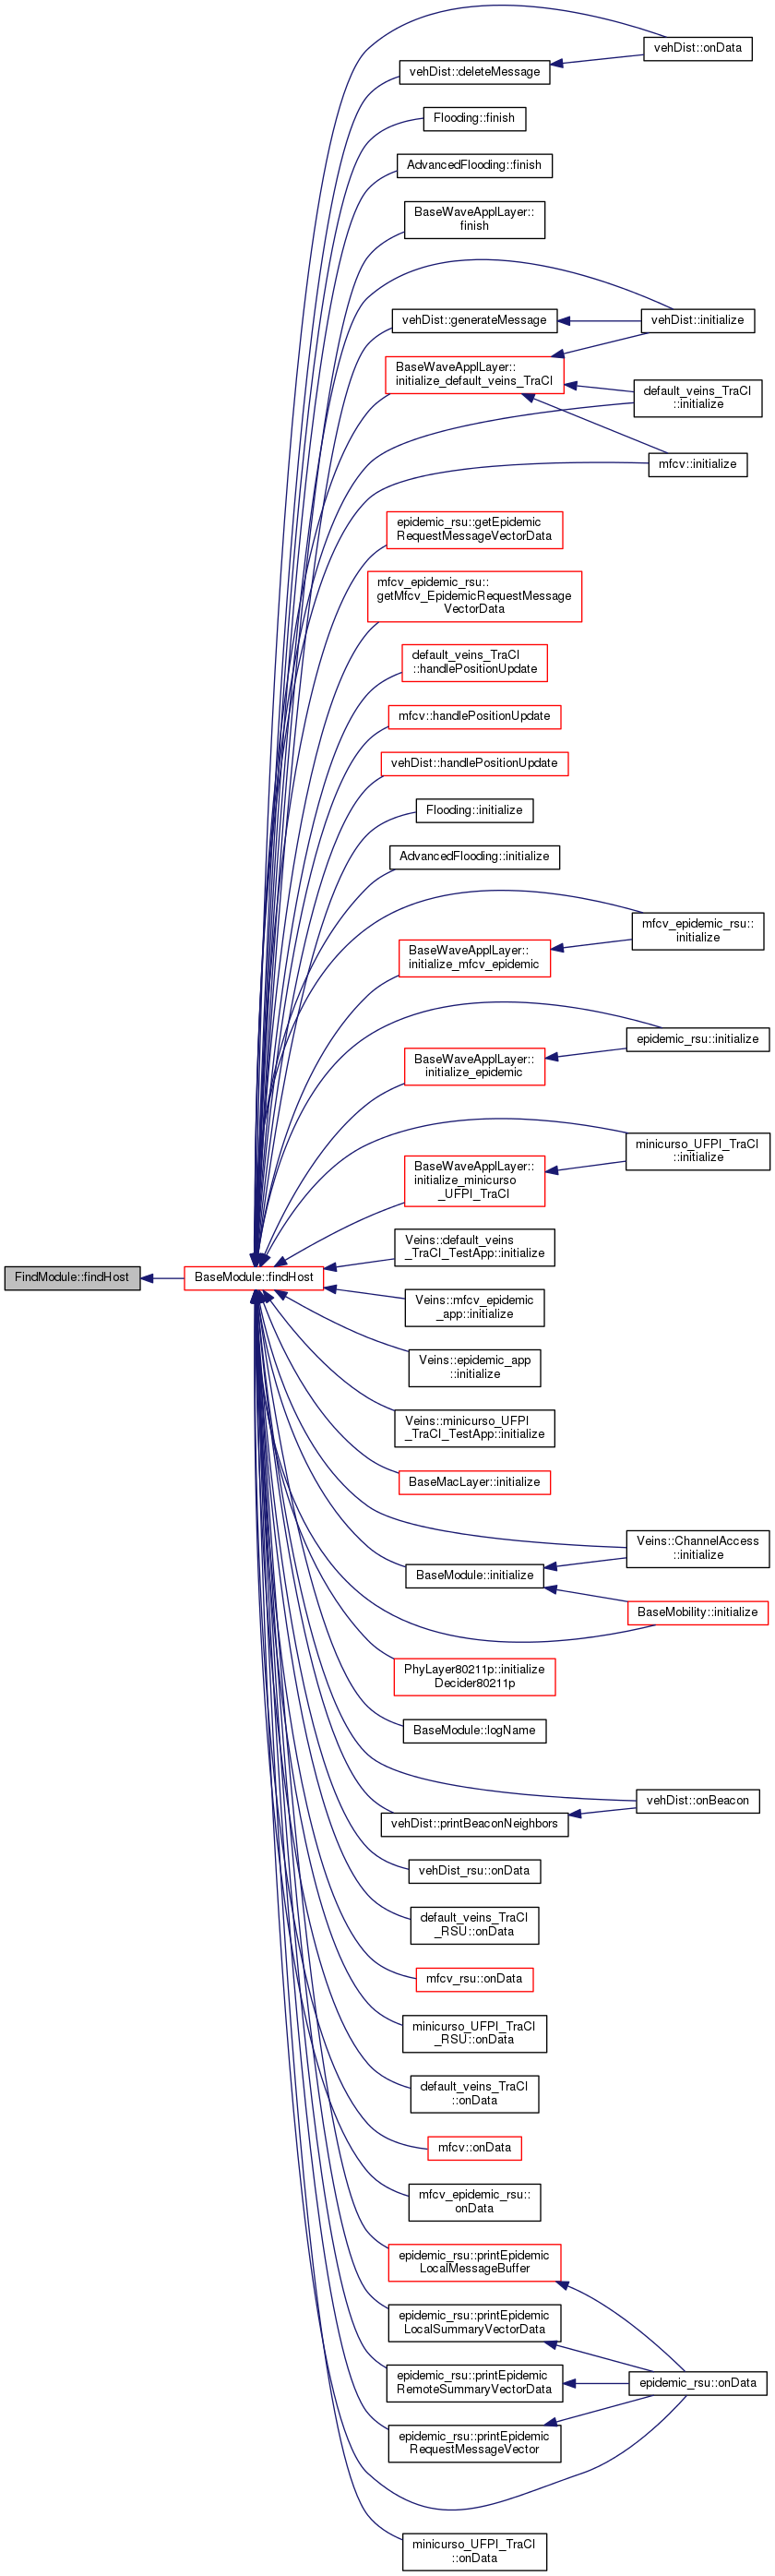 vehDist::onData
vehDist::deleteMessage
Flooding::finish
AdvancedFlooding::finish
BaseWaveApplLayer::
finish
vehDist::generateMessage
vehDist::initialize
BaseWaveApplLayer::
initialize_default_veins_TraCI
default_veins_TraCI
::initialize
mfcv::initialize
epidemic_rsu::getEpidemic
RequestMessageVectorData
mfcv_epidemic_rsu::
getMfcv_EpidemicRequestMessage
VectorData
default_veins_TraCI
::handlePositionUpdate
mfcv::handlePositionUpdate
vehDist::handlePositionUpdate
Flooding::initialize
AdvancedFlooding::initialize
mfcv_epidemic_rsu::
initialize
BaseWaveApplLayer::
initialize_mfcv_epidemic
epidemic_rsu::initialize
BaseWaveApplLayer::
initialize_epidemic
minicurso_UFPI_TraCI
::initialize
BaseWaveApplLayer::
initialize_minicurso
_UFPI_TraCI
Veins::default_veins
_TraCI_TestApp::initialize
FindModule::findHost
BaseModule::findHost
Veins::mfcv_epidemic
_app::initialize
Veins::epidemic_app
::initialize
Veins::minicurso_UFPI
_TraCI_TestApp::initialize
BaseMacLayer::initialize
Veins::ChannelAccess
::initialize
BaseModule::initialize
BaseMobility::initialize
PhyLayer80211p::initialize
Decider80211p
BaseModule::logName
vehDist::onBeacon
vehDist::printBeaconNeighbors
vehDist_rsu::onData
default_veins_TraCI
_RSU::onData
mfcv_rsu::onData
minicurso_UFPI_TraCI
_RSU::onData
default_veins_TraCI
::onData
mfcv::onData
mfcv_epidemic_rsu::
onData
epidemic_rsu::printEpidemic
LocalMessageBuffer
epidemic_rsu::printEpidemic
LocalSummaryVectorData
epidemic_rsu::printEpidemic
RemoteSummaryVectorData
epidemic_rsu::onData
epidemic_rsu::printEpidemic
RequestMessageVector
minicurso_UFPI_TraCI
::onData